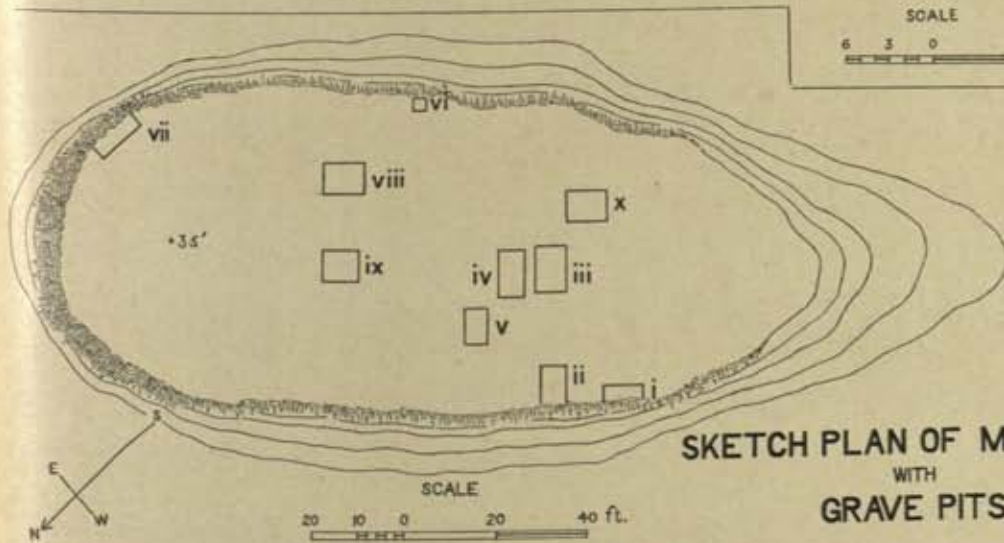 SCALE
6 3 0
vi
vii
viii
x
+35'
ix
iv
iii
v
ii
i
S
E
N
W
SKETCH PLAN OF M
WITH
GRAVE PITS
SCALE
20 10 0 20 40 ft.